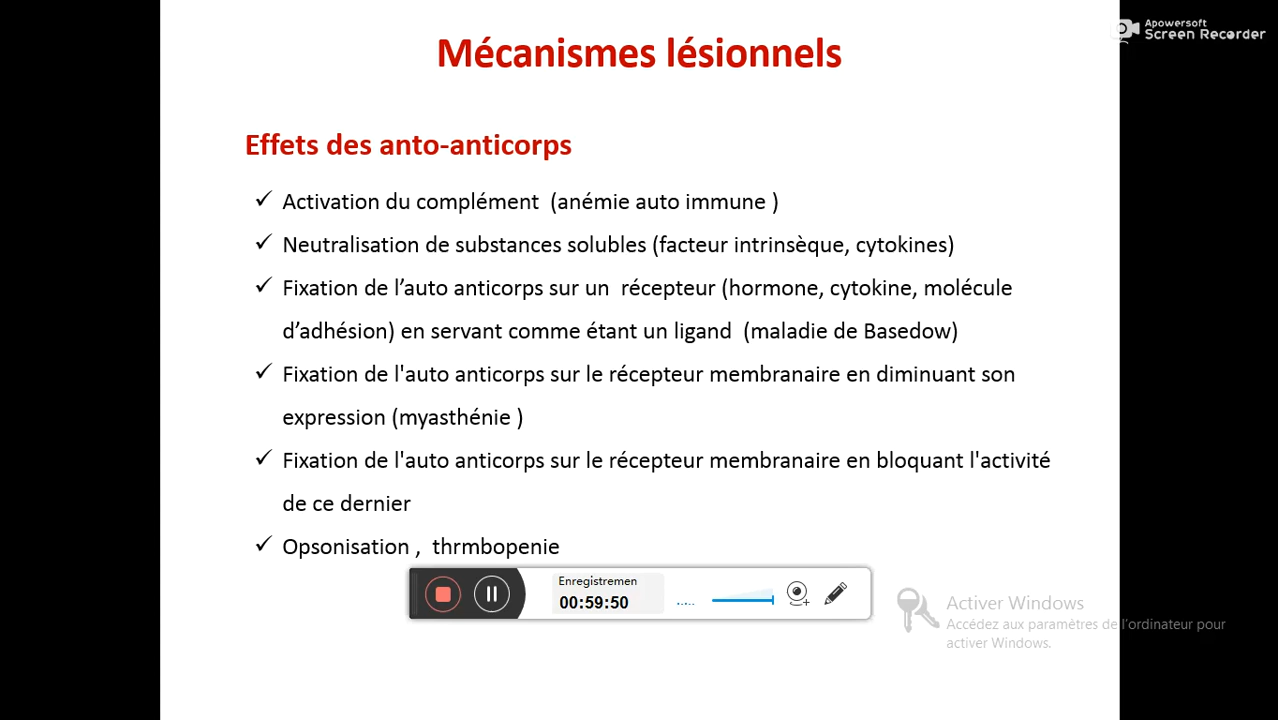 Apowersoft
Screen Recorder
Mécanismes lésionnels
Effets des anto-anticorps
✓ Activation du complément (anémie auto immune )
✓ Neutralisation de substances solubles (facteur intrinsèque, cytokines)
✓ Fixation de l’auto anticorps sur un récepteur (hormone, cytokine, molécule
d’adhésion) en servant comme étant un ligand (maladie de Basedow)
✓ Fixation de l'auto anticorps sur le récepteur membranaire en diminuant son
expression (myasthénie )
✓ Fixation de l'auto anticorps sur le récepteur membranaire en bloquant l'activité
de ce dernier
✓ Opsonisation , thrmbopenie
Enregistremen
00:59:50
Activer Windows
Accédez aux paramètres de l'ordinateur pour
activer Windows.